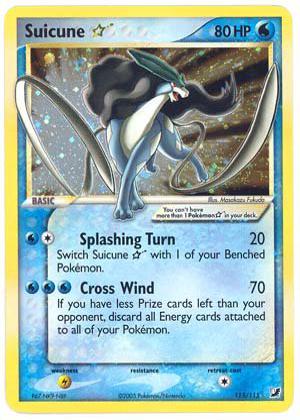 Suicune ☆ 80 HP
BASIC
Illus. Masakazu Fukuda
You can't have
more than 1 Pokémon☆ in your deck.
Splashing Turn 20
Switch Suicune ☆ with 1 of your Benched
Pokémon.
Cross Wind 70
If you have less Prize cards left than your
opponent, discard all Energy cards attached
to all of your Pokémon.
weakness resistance retreat cost
©2005 Pokémon/Nintendo 115/115